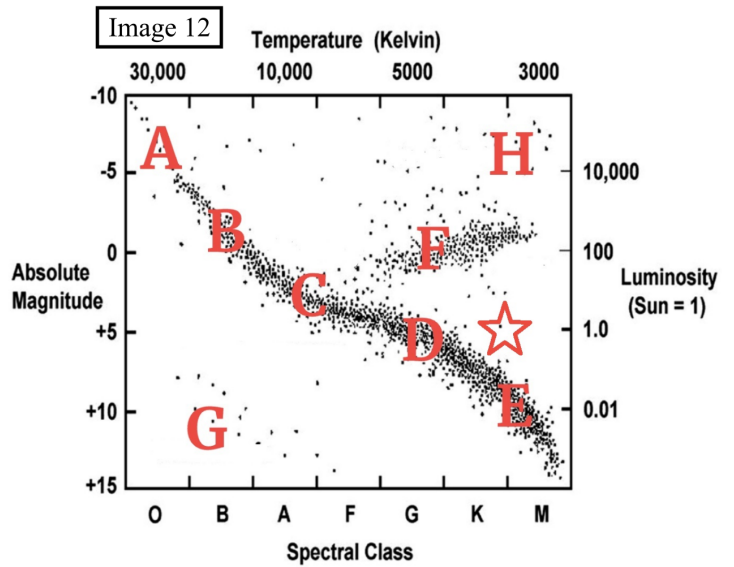 Image 12
Temperature (Kelvin)
30,000 10,000 5000 3000
-10
A
H
-5
10,000
B
F
0
100
Absolute
Magnitude
Luminosity
(Sun = 1)
C
D
+5
1.0
E
+10
0.01
G
+15
O B A F G K M
Spectral Class